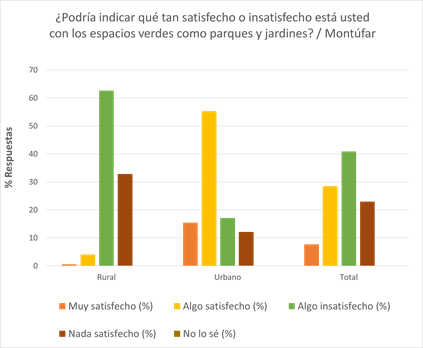 ¿Podría indicar qué tan satisfecho o insatisfecho está usted
con los espacios verdes como parques y jardines? / Montúfar
70
60
50
40
30
20
10
0
% Respuestas
Rural
Urbano
Total
Muy satisfecho (%)
Algo satisfecho (%)
Algo insatisfecho (%)
Nada satisfecho (%)
No lo sé (%)